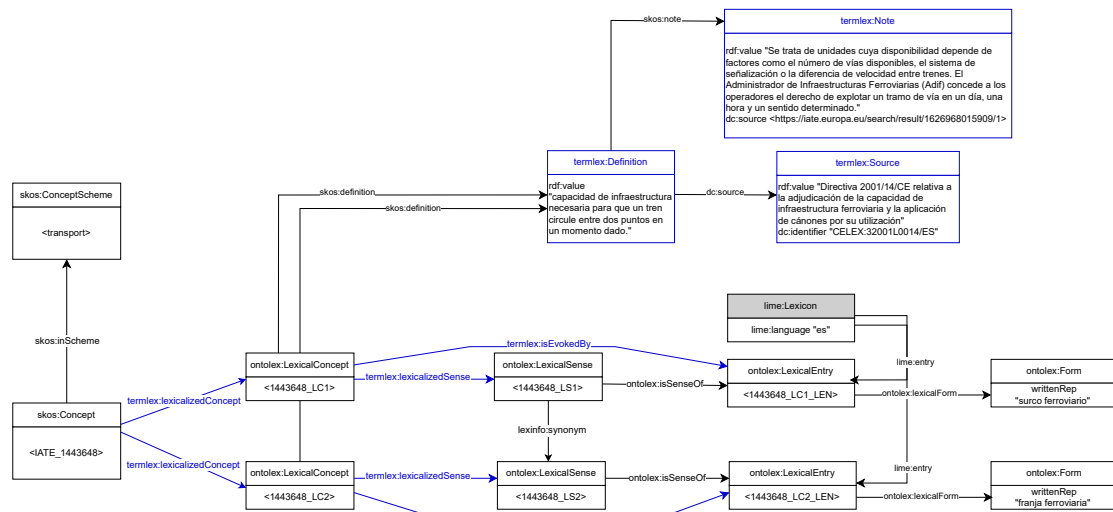 skos:note
termlex:Note
rdf:value "Se trata de unidades cuya disponibilidad depende de
factores como el número de vías disponibles, el sistema de
señalización o la diferencia de velocidad entre trenes. El
Administrador de Infraestructuras Ferroviarias (Adif) concede a los
operadores el derecho de explotar un tramo de vía en un día, una
hora y un sentido determinado."
dc:source <https://iate.europa.eu/search/result/1626968015909/1>
termlex:Definition
rdf:value
"capacidad de infraestructura
necesaria para que un tren
circule entre dos puntos en
un momento dado."
dc:source
termlex:Source
rdf:value "Directiva 2001/14/CE relativa a
la adjudicación de la capacidad de
infraestructura ferroviaria y la aplicación
de cánones por su utilización"
dc:identifier "CELEX:32001L0014/ES"
skos:definition
skos:definition
skos:ConceptScheme
<transport>
skos:inScheme
skos:Concept
<IATE_1443648>
termlex:lexicalizedConcept
termlex:lexicalizedConcept
ontolex:LexicalConcept
<1443648_LC1>
termlex:isEvokedBy
termlex:lexicalizedSense
ontolex:LexicalSense
<1443648_LS1>
ontolex:isSenseOf
lime:Lexicon
lime:language "es"
lime:entry
ontolex:LexicalEntry
<1443648_LC1_LEN>
ontolex:lexicalForm
ontolex:Form
writtenRep
"surco ferroviario"
lexinfo:synonym
ontolex:LexicalConcept
<1443648_LC2>
termlex:lexicalizedSense
ontolex:LexicalSense
<1443648_LS2>
ontolex:isSenseOf
lime:entry
ontolex:LexicalEntry
<1443648_LC2_LEN>
ontolex:lexicalForm
ontolex:Form
writtenRep
"franja ferroviaria"